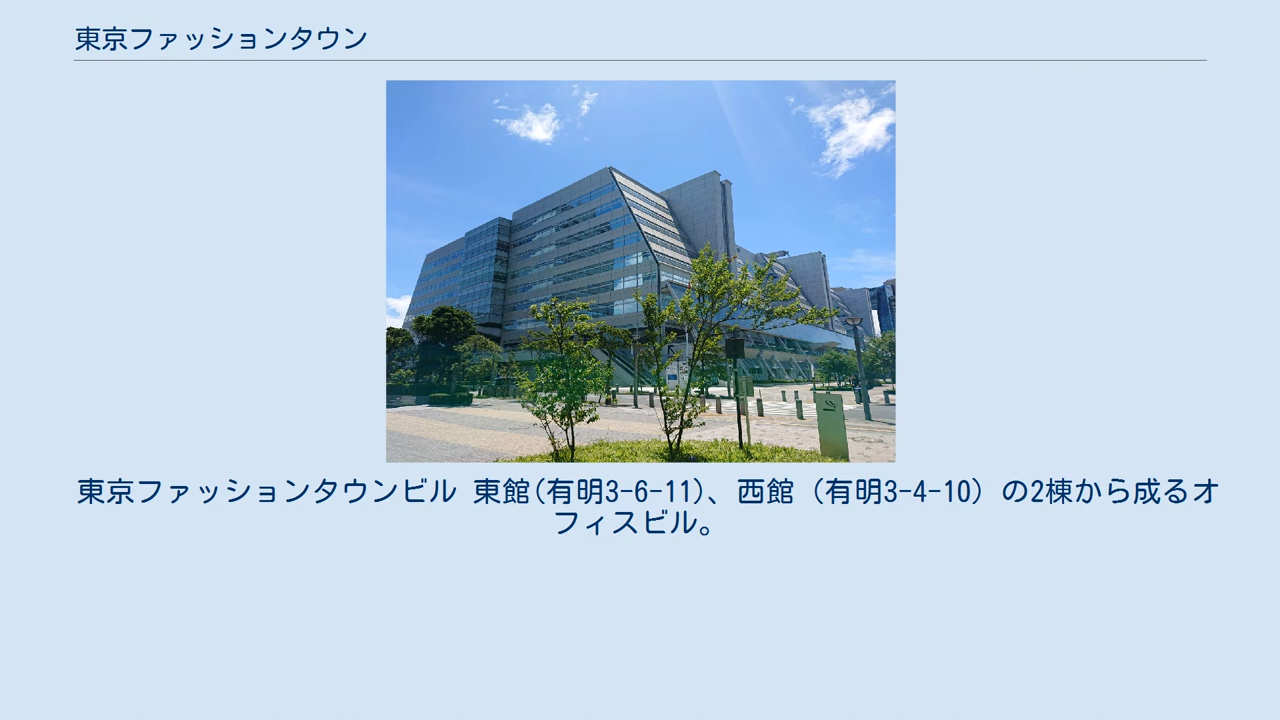 東京ファッションタウン
東京ファッションタウンビル 東館(有明3-6-11)、西館（有明3-4-10）の2棟から成るオ
フィスビル。